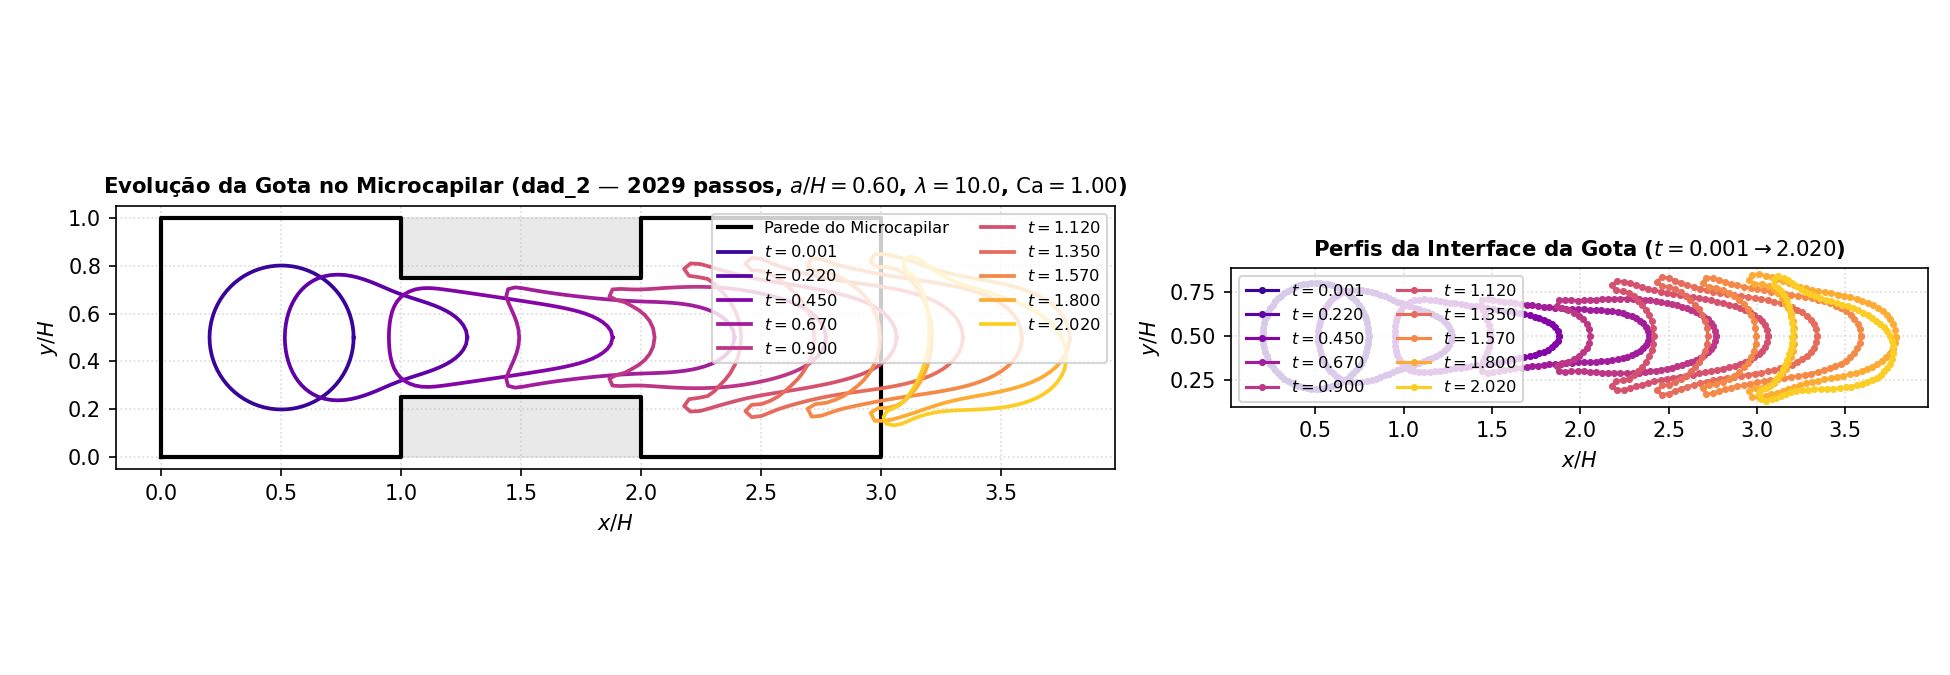 Evolução da Gota no Microcapilar (dad_2 — 2029 passos, a/H = 0.60, λ = 10.0, Ca = 1.00)
1.0
0.8
0.6
0.4
0.2
0.0
y/H
0.0 0.5 1.0 1.5 2.0 2.5 3.0 3.5
x/H
Parede do Microcapilar
t = 0.001
t = 0.220
t = 0.450
t = 0.670
t = 0.900
t = 1.120
t = 1.350
t = 1.570
t = 1.800
t = 2.020
Perfis da Interface da Gota (t = 0.001 → 2.020)
0.75
0.50
0.25
y/H
0.5 1.0 1.5 2.0 2.5 3.0 3.5
x/H
t = 0.001
t = 0.220
t = 0.450
t = 0.670
t = 0.900
t = 1.120
t = 1.350
t = 1.570
t = 1.800
t = 2.020